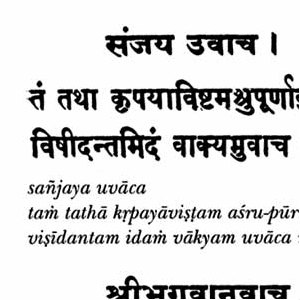 संजय उवाच ।
तं तथा कृपयाविष्टमश्रुपूर्णा
विषीदन्तमिदं वाक्यमुवाच
sañjaya uvāca
taṁ tathā kṛpayāviṣṭam aśru-pūr
viṣīdantam idaṁ vākyam uvāca
श्रीभगवानुवाच